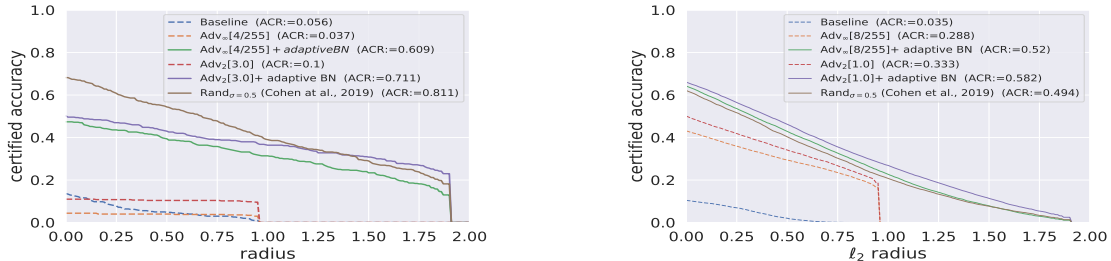 certified accuracy
1.0
0.8
0.6
0.4
0.2
0.0
Baseline (ACR:=0.056)
Adv∞[4/255] (ACR:=0.037)
Adv∞[4/255] + adaptiveBN (ACR:=0.609)
Adv₂[3.0] (ACR:=0.1)
Adv₂[3.0]+ adaptive BN (ACR:=0.711)
Randσ=0.5 (Cohen at al., 2019) (ACR:=0.811)
0.00 0.25 0.50 0.75 1.00 1.25 1.50 1.75 2.00
radius
certified accuracy
1.0
0.8
0.6
0.4
0.2
0.0
Baseline (ACR:=0.035)
Adv∞[8/255] (ACR:=0.288)
Adv∞[8/255]+ adaptive BN (ACR:=0.52)
Adv₂[1.0] (ACR:=0.333)
Adv₂[1.0]+ adaptive BN (ACR:=0.582)
Randσ=0.5 (Cohen at al., 2019) (ACR:=0.494)
0.00 0.25 0.50 0.75 1.00 1.25 1.50 1.75 2.00
ℓ₂ radius